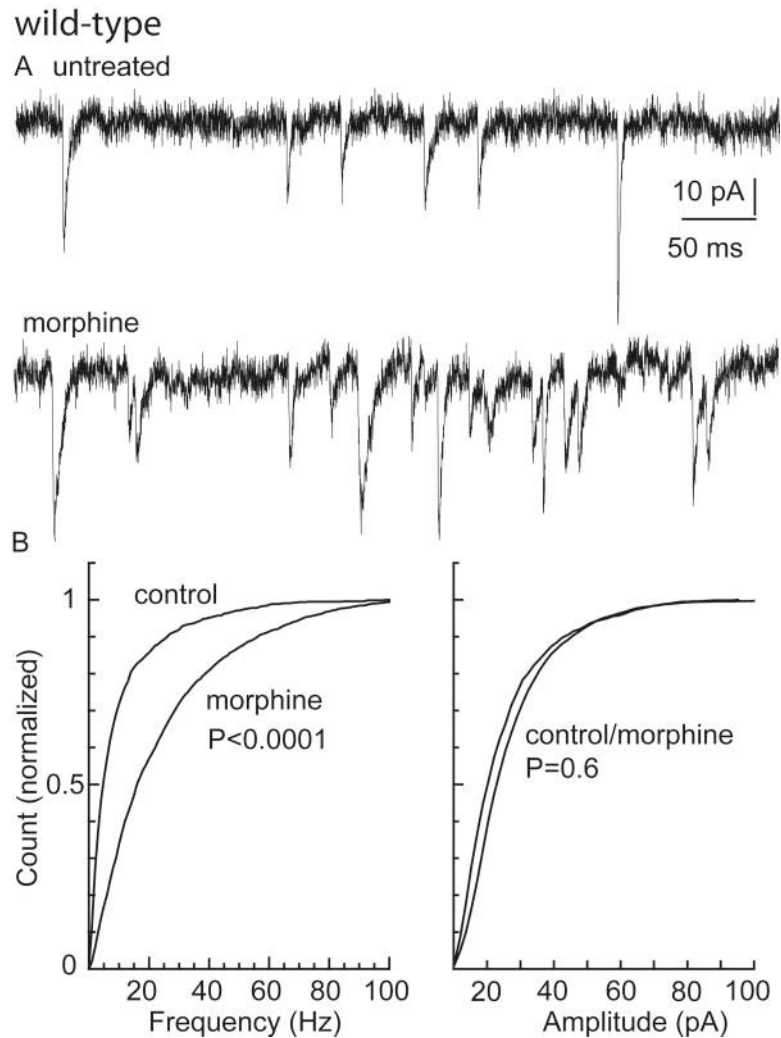 wild-type
A untreated
10 pA
50 ms
morphine
B
1
control
morphine
P<0.0001
0.5
0
Count (normalized)
0 20 40 60 80 100
Frequency (Hz)
control/morphine
P=0.6
20 40 60 80 100
Amplitude (pA)